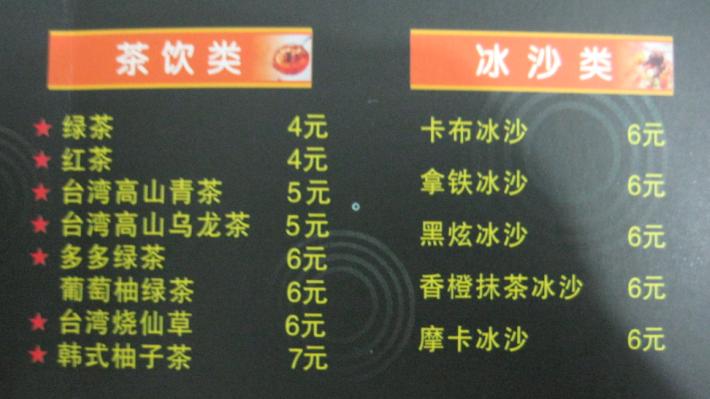 茶饮类
★ 绿茶 4元
★ 红茶 4元
★ 台湾高山青茶 5元
★ 台湾高山乌龙茶 5元
★ 多多绿茶 6元
葡萄柚绿茶 6元
★ 台湾烧仙草 6元
★ 韩式柚子茶 7元
冰沙类
卡布冰沙 6元
拿铁冰沙 6元
黑炫冰沙 6元
香橙抹茶冰沙 6元
摩卡冰沙 6元